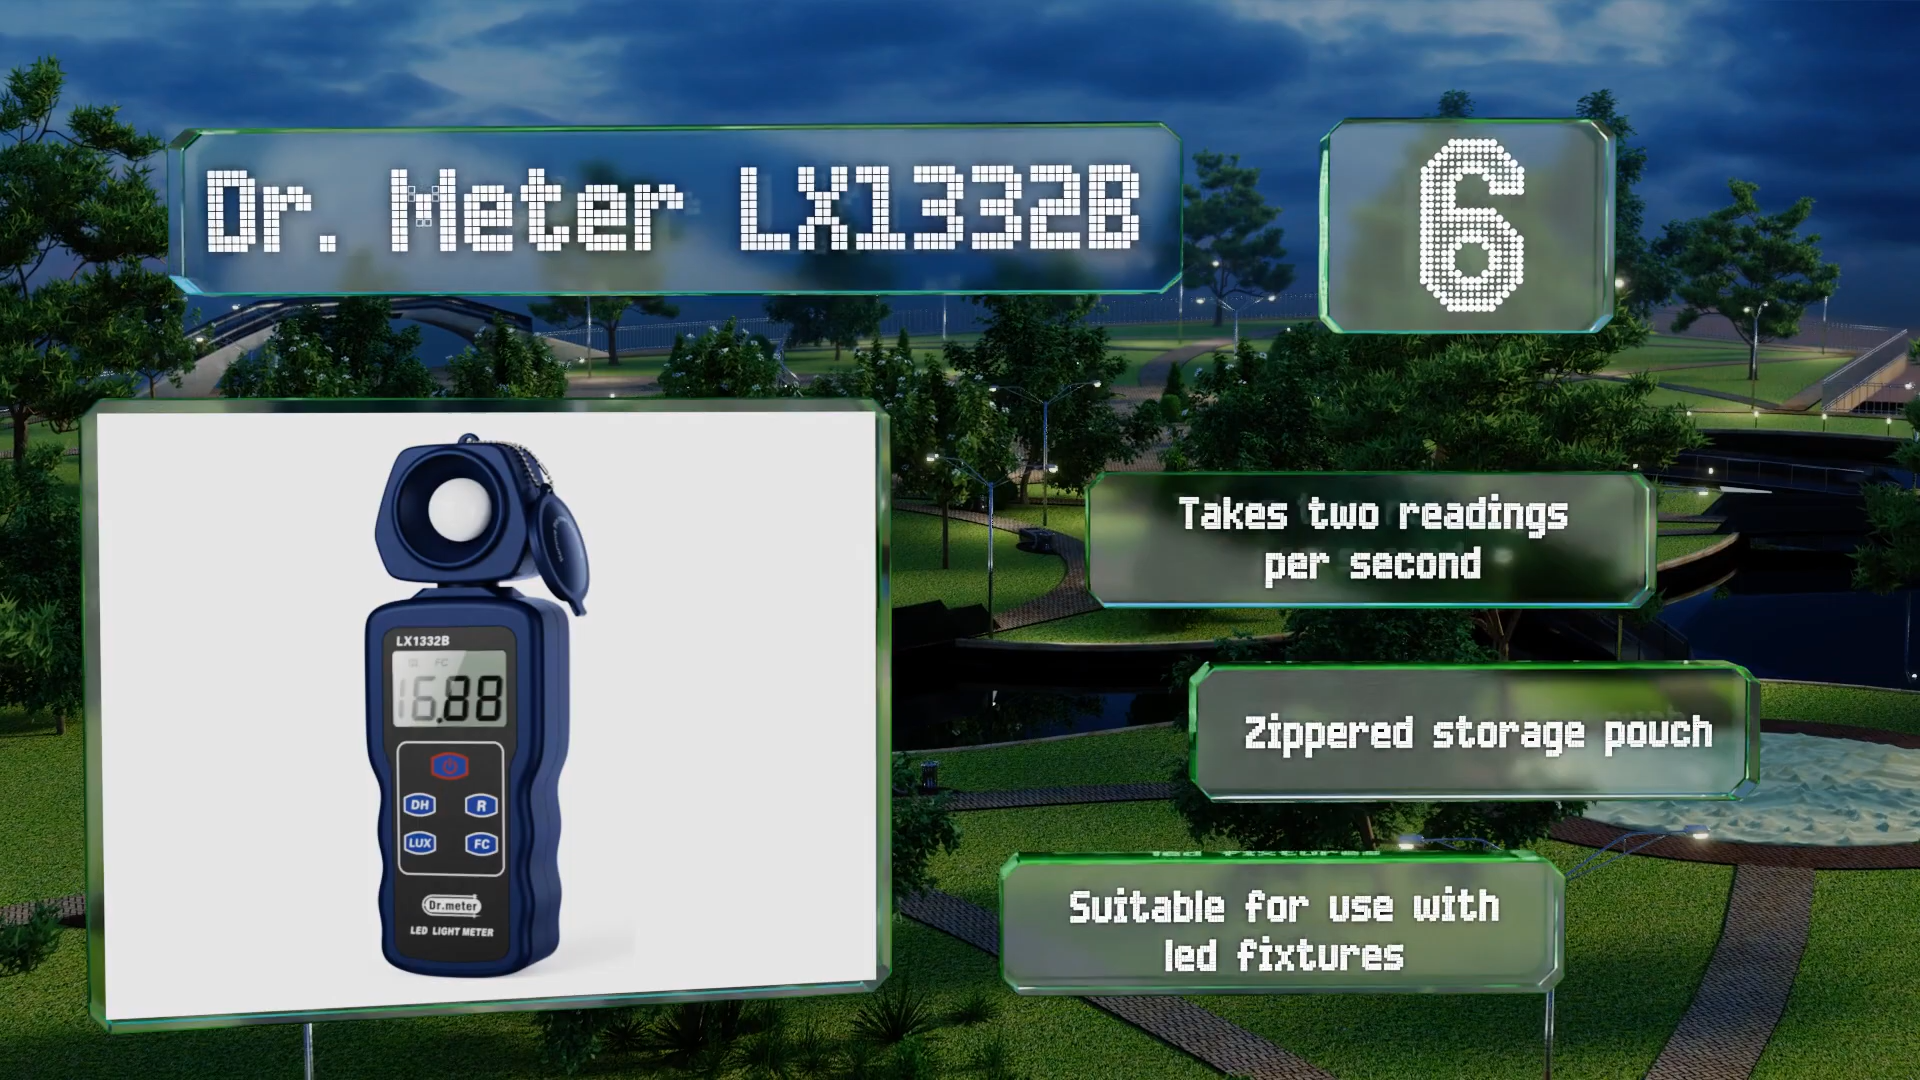 Dr. Meter LX1332B
6
LX1332B
FC
16.88
DH
R
LUX
FC
Dr.meter
LED LIGHT METER
Takes two readings
per second
Zippered storage pouch
Suitable for use with
led fixtures